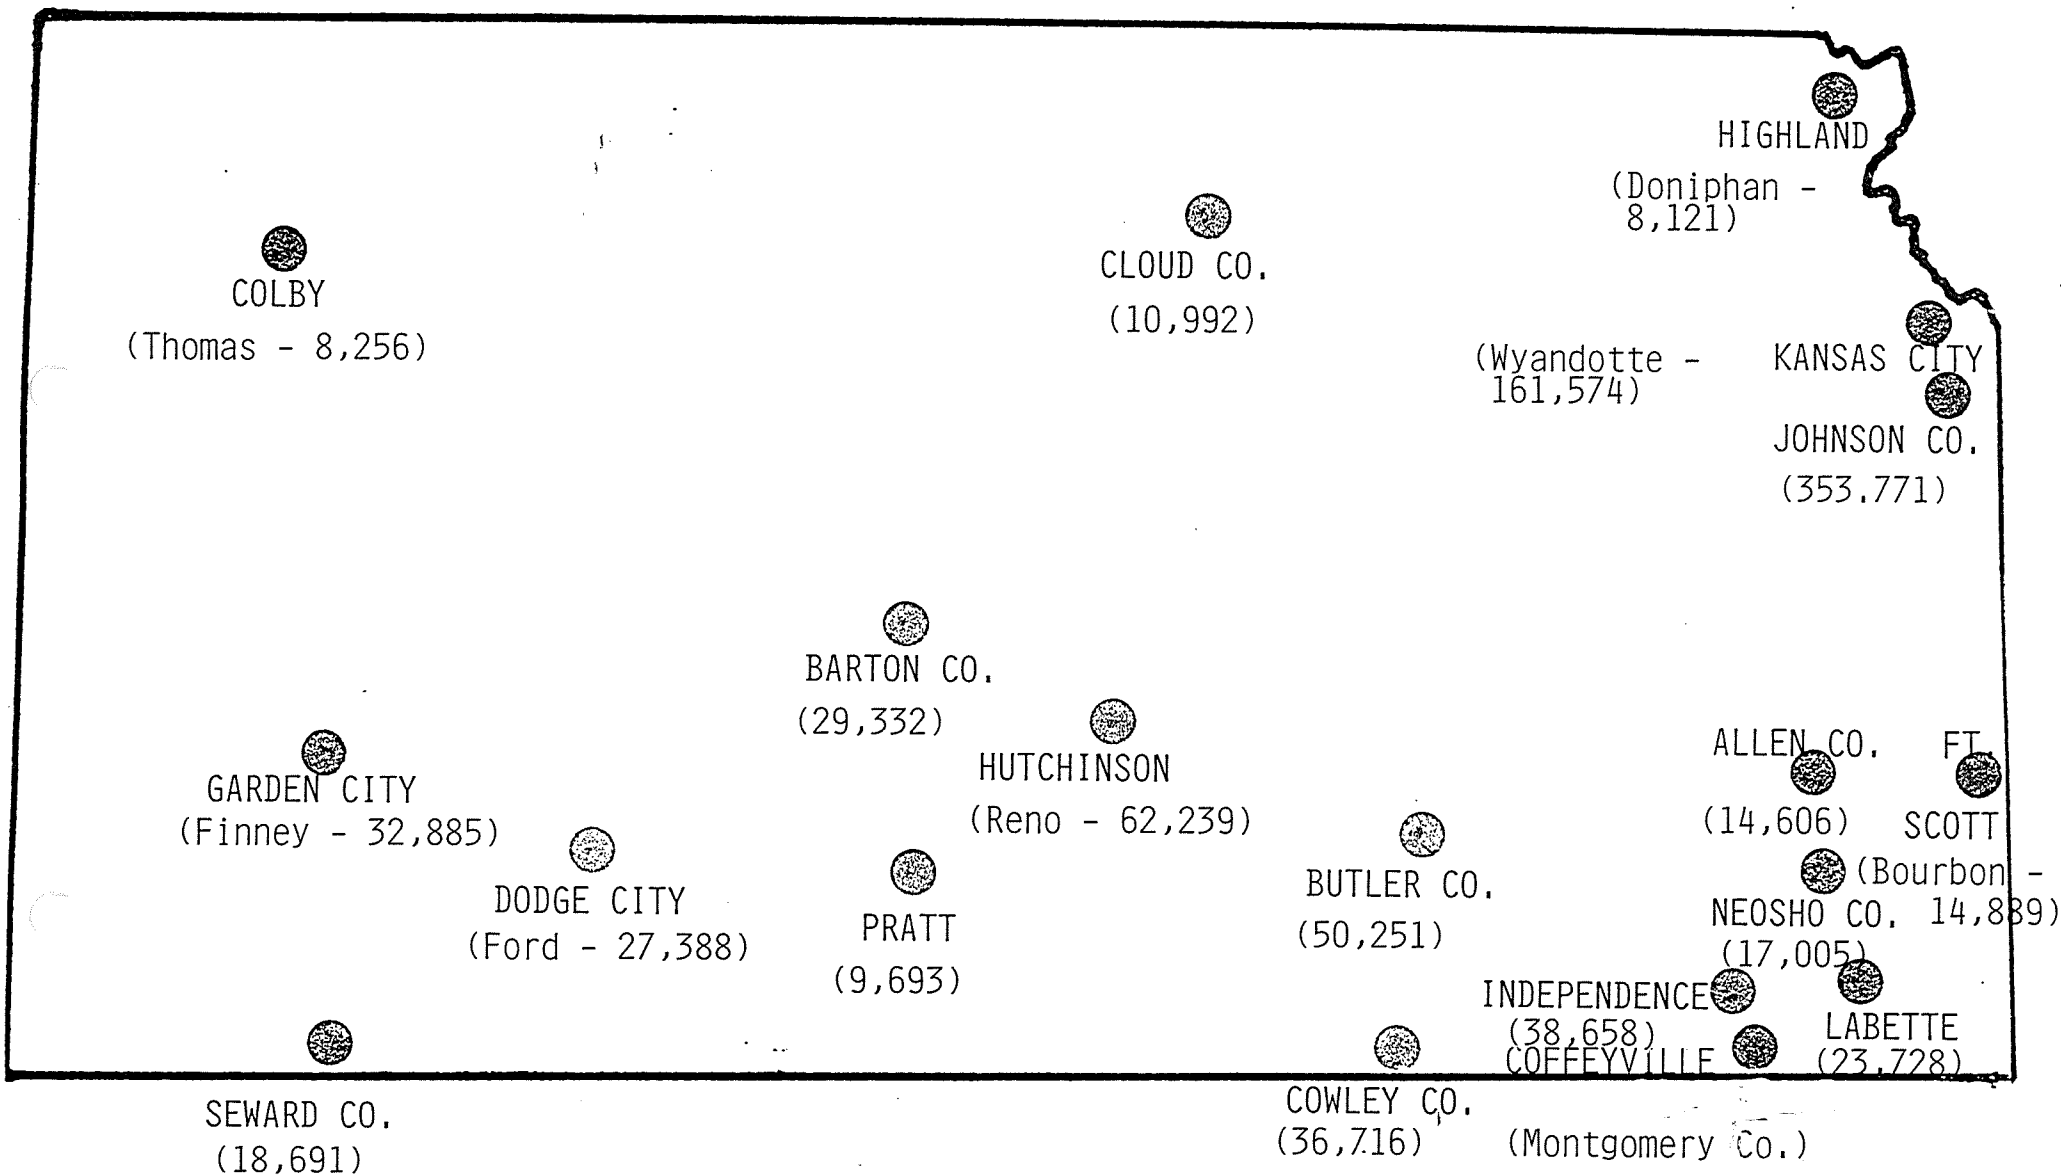 HIGHLAND
(Doniphan -
8,121)
CLOUD CO.
(10,992)
COLBY
(Thomas - 8,256)
(Wyandotte -
161,574)
KANSAS CITY
JOHNSON CO.
(353.771)
BARTON CO.
(29,332)
HUTCHINSON
(Reno - 62,239)
GARDEN CITY
(Finney - 32,885)
DODGE CITY
(Ford - 27,388)
PRATT
(9,693)
BUTLER CO.
(50,251)
ALLEN CO.
(14,606)
FT.
SCOTT
(Bourbon -
14,889)
NEOSHO CO.
(17,005)
INDEPENDENCE
(38,658)
COFFEYVILLE
(Montgomery Co.)
LABETTE
(23,728)
COWLEY CO.
(36,716)
SEWARD CO.
(18,691)